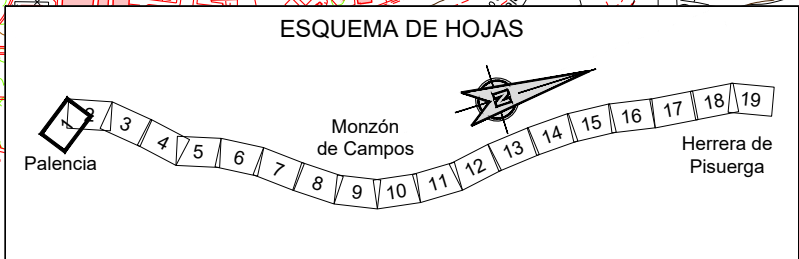 ESQUEMA DE HOJAS
1
2
3
4
5
6
7
8
9
10
11
12
13
14
15
16
17
18
19
N
Palencia
Monzón
de Campos
Herrera de
Pisuerga